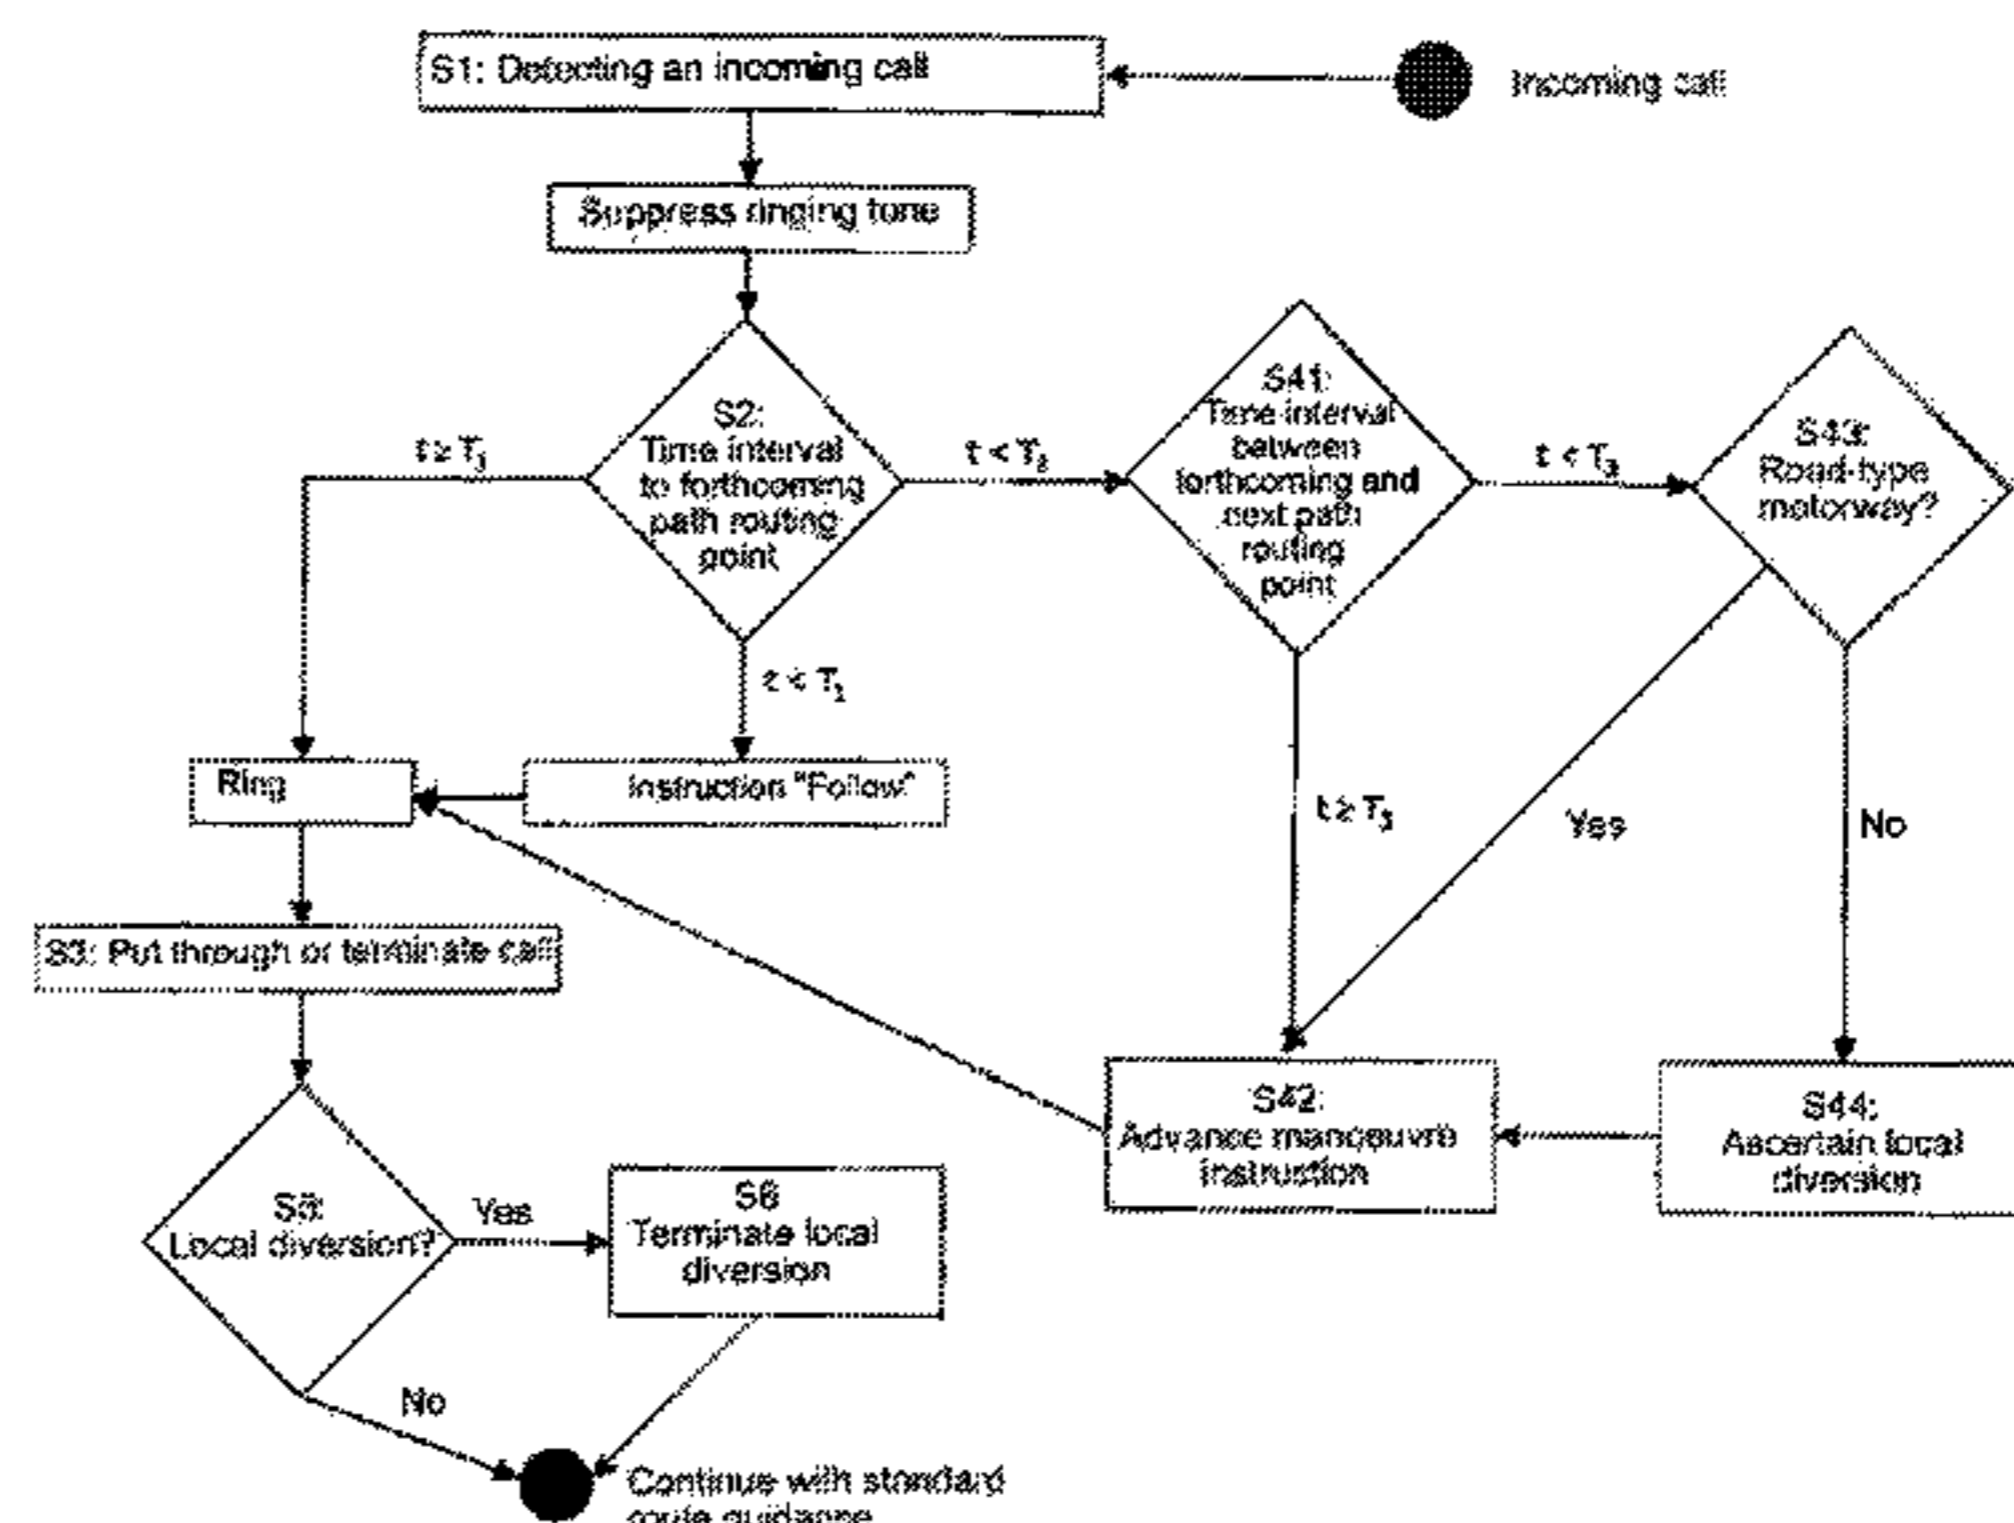 S1: Detecting an incoming call
Incoming call
Suppress ringing tone
S2:
Time interval
to forthcoming
path routing
point
S41:
Time interval
between
forthcoming and
next path
routing
point
S43:
Road-type
motorway?
t ≥ T₁
t < T₂
t < T₃
t < T₁
Ring
Instruction "Follow"
t ≥ T₃
Yes
No
S3: Put through or terminate call
S42:
Advance manoeuvre
instruction
S44:
Ascertain local
diversion
S5:
Local diversion?
Yes
S6
Terminate local
diversion
No
Continue with standard
route guidance